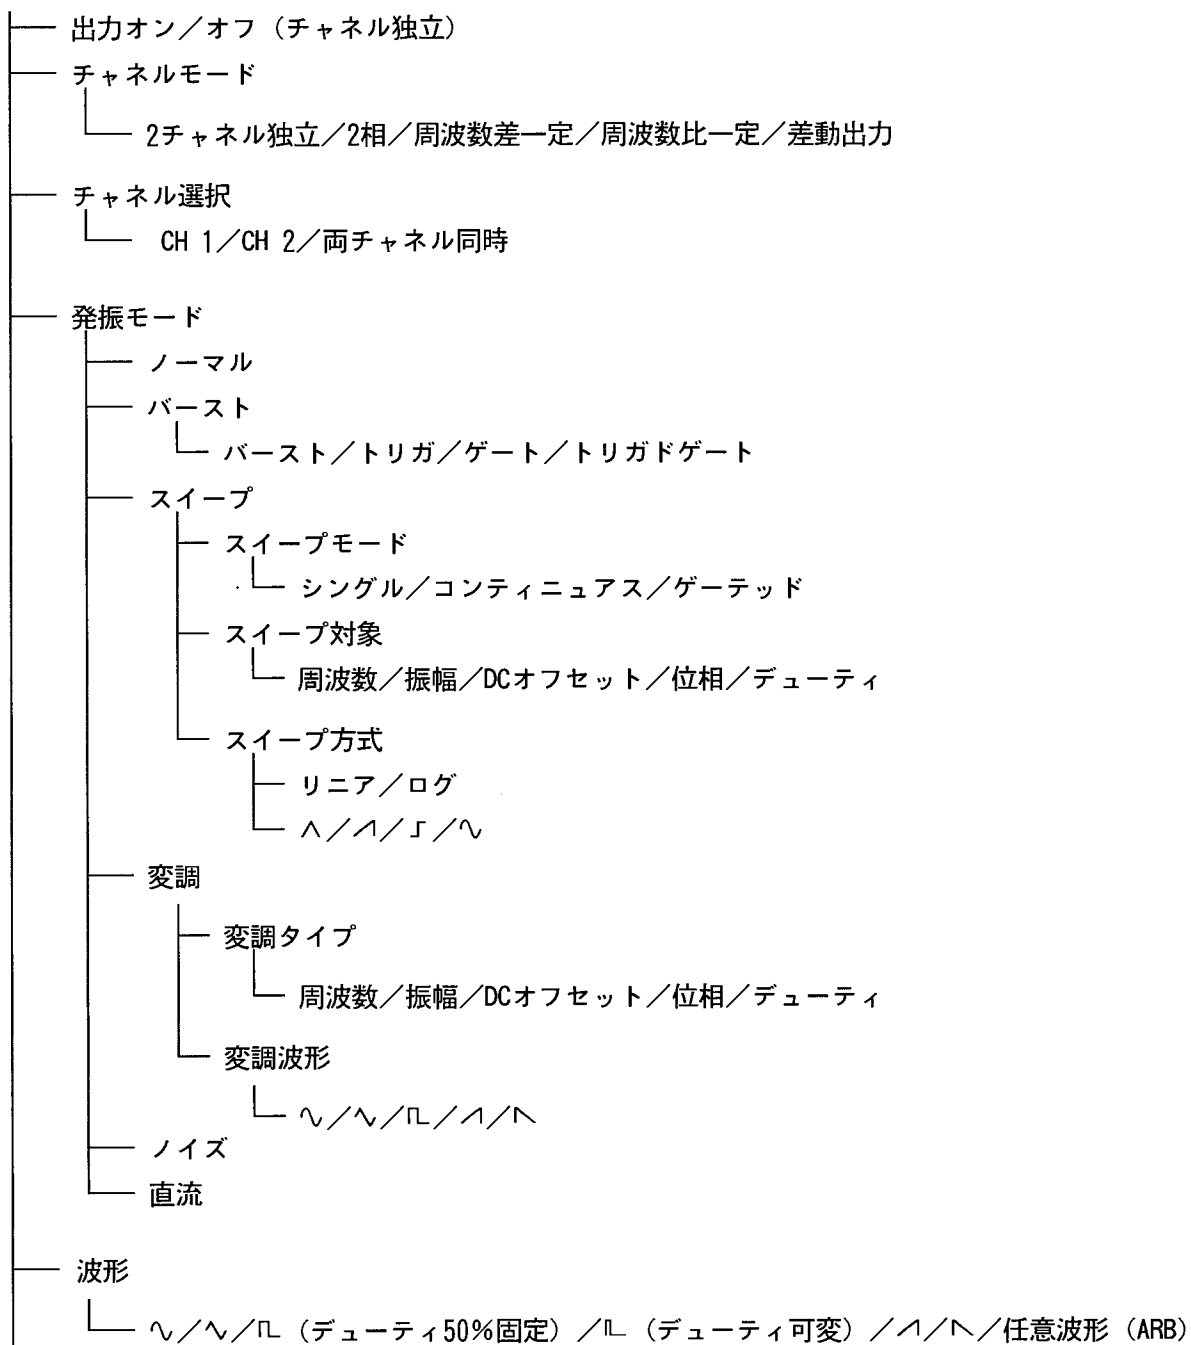 出力オン／オフ（チャネル独立）
チャネルモード
2チャネル独立／2相／周波数差一定／周波数比一定／差動出力
チャネル選択
CH 1／CH 2／両チャネル同時
発振モード
ノーマル
バースト
バースト／トリガ／ゲート／トリガドゲート
スイープ
スイープモード
シングル／コンティニュアス／ゲーテッド
スイープ対象
周波数／振幅／DCオフセット／位相／デューティ
スイープ方式
リニア／ログ
変調
変調タイプ
周波数／振幅／DCオフセット／位相／デューティ
変調波形
ノイズ
直流
波形
（デューティ50％固定）／（デューティ可変）／任意波形（ARB）